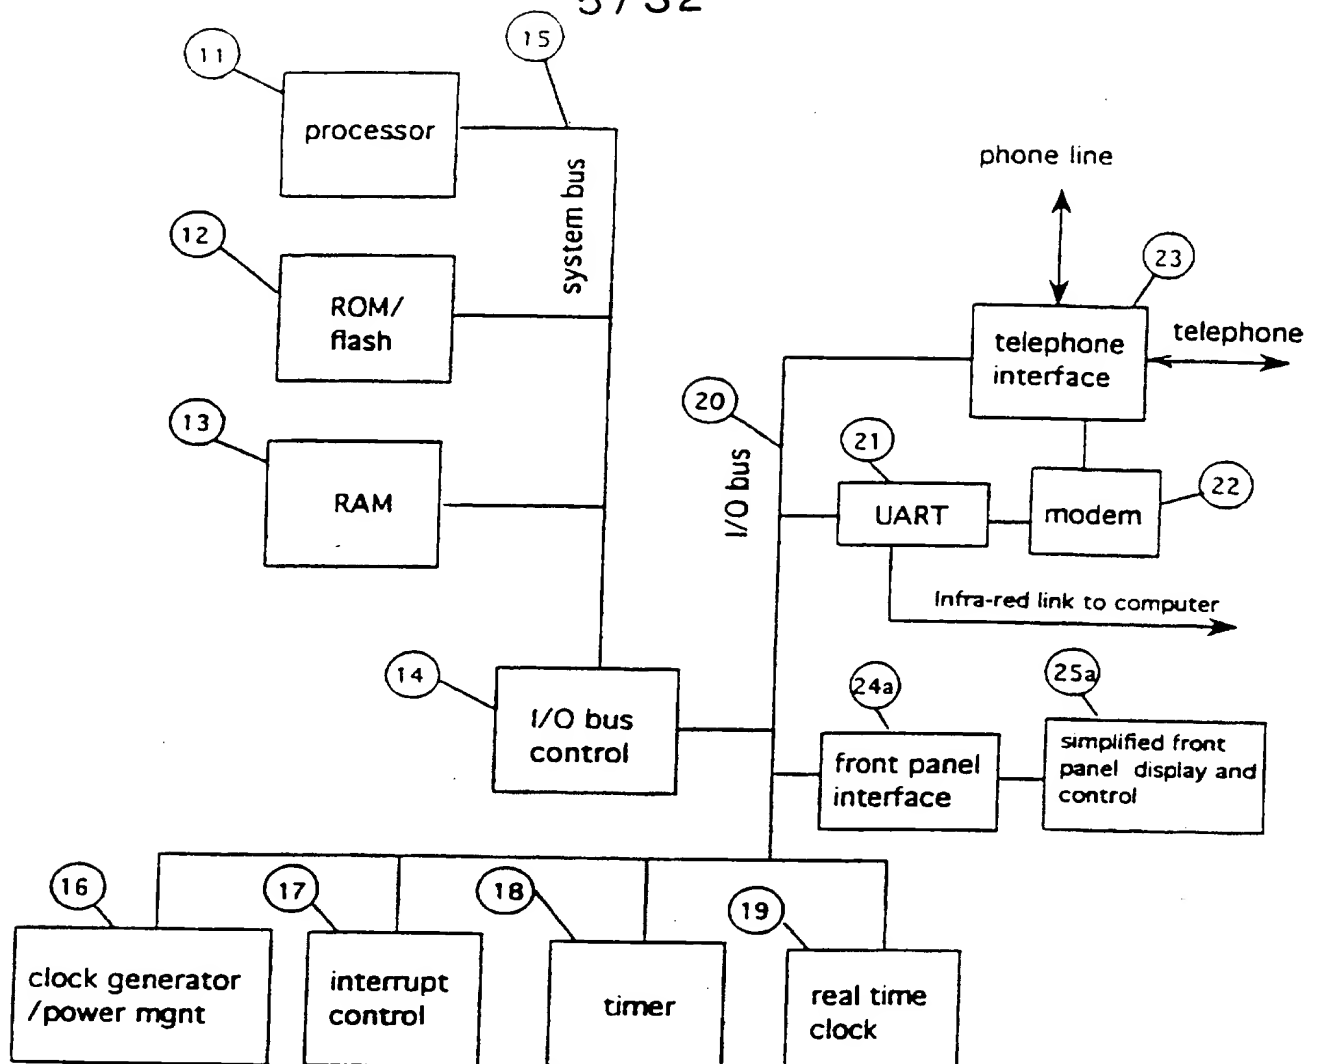 5/32
11
15
processor
system bus
phone line
12
23
ROM/
flash
telephone
interface
telephone
13
20
21
RAM
I/O bus
UART
modem
22
Infra-red link to computer
14
24a
25a
I/O bus
control
front panel
interface
simplified front
panel display and
control
16
17
18
19
clock generator
/power mgnt
interrupt
control
timer
real time
clock